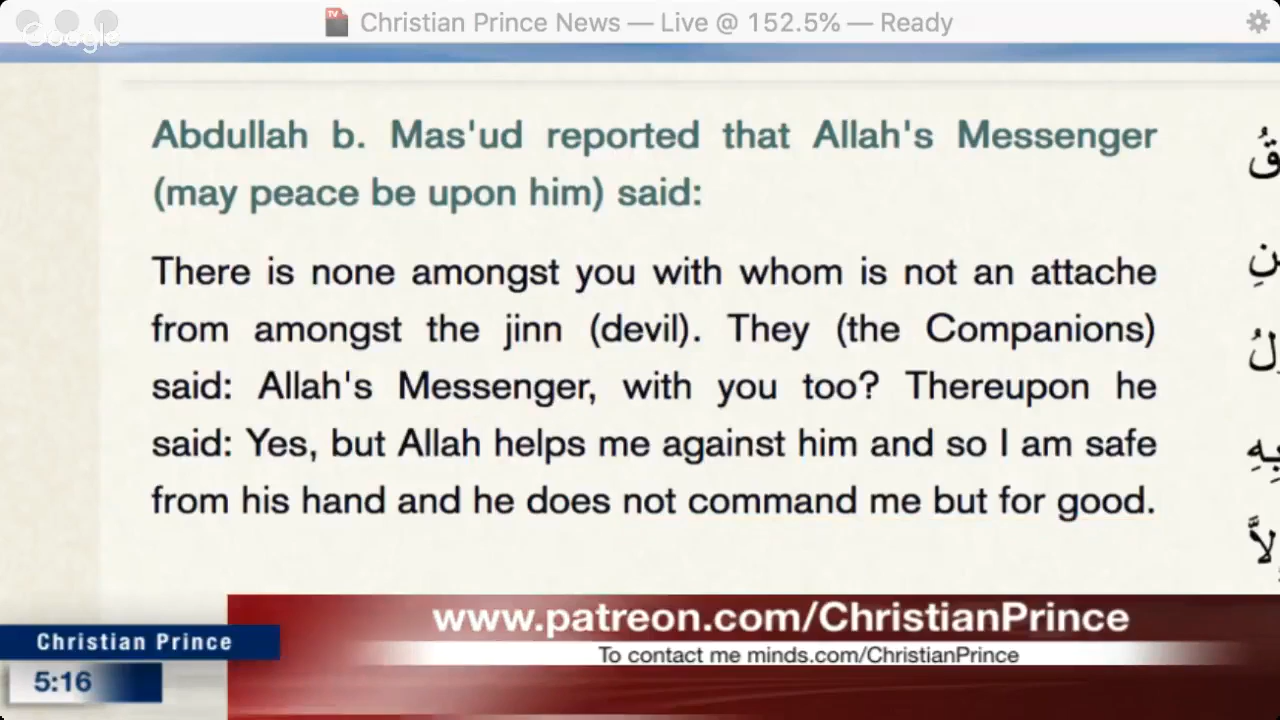 Christian Prince News — Live @ 152.5% — Ready
Google
Abdullah b. Mas'ud reported that Allah's Messenger
(may peace be upon him) said:
There is none amongst you with whom is not an attache
from amongst the jinn (devil). They (the Companions)
said: Allah's Messenger, with you too? Thereupon he
said: Yes, but Allah helps me against him and so I am safe
from his hand and he does not command me but for good.
www.patreon.com/ChristianPrince
To contact me minds.com/ChristianPrince
Christian Prince
5:16